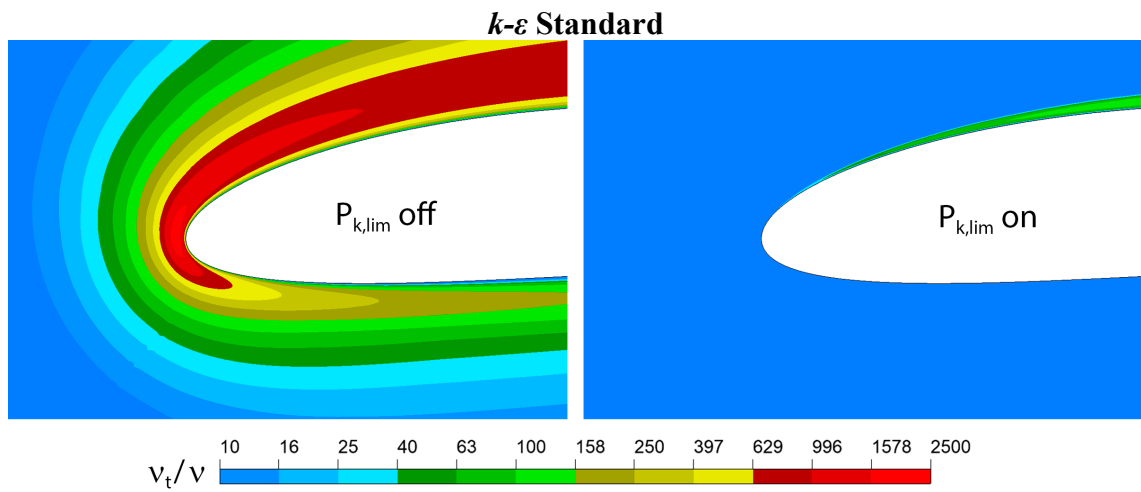 k-ε Standard
P_k,lim off
P_k,lim on
10 16 25 40 63 100 158 250 397 629 996 1578 2500
ν_t/ν